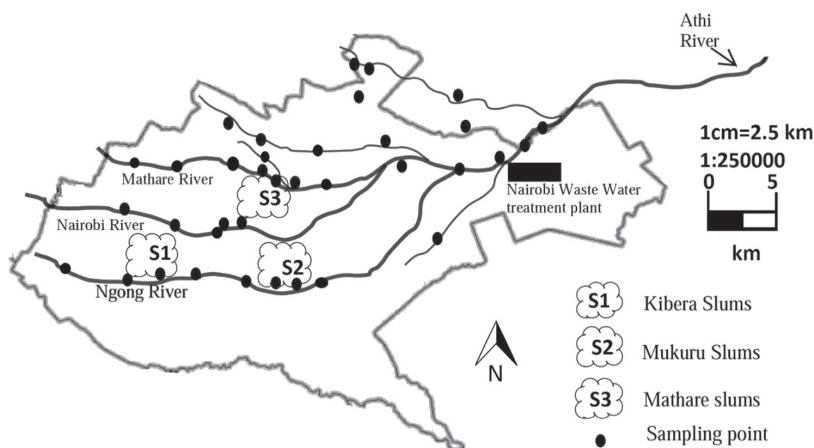 Athi
River
1cm=2.5 km
1:250000
0 5
km
Mathare River
S3
Nairobi Waste Water
treatment plant
Nairobi River
S1
S2
Ngong River
N
S1 Kibera Slums
S2 Mukuru Slums
S3 Mathare slums
Sampling point